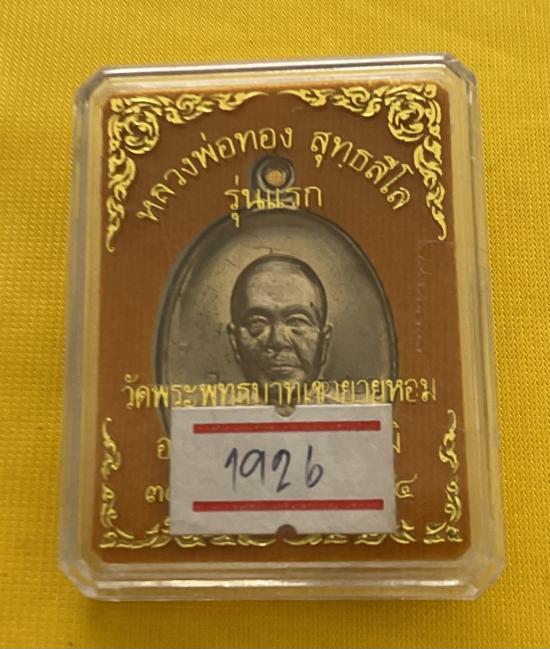 หลวงพ่อทอง สุทฺธสีโล
รุ่นแรก
วัดพระพุทธบาทเขายายหอม
1926